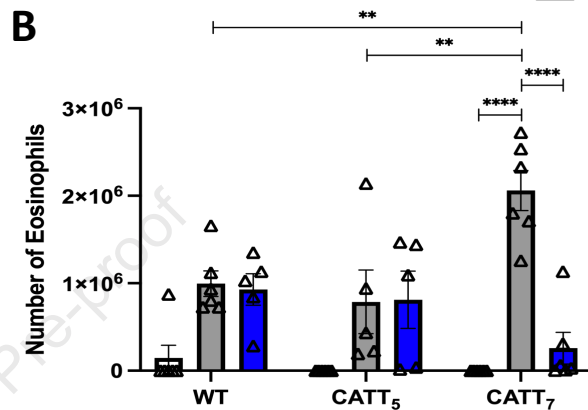 B
**
**
****
****
3×10⁶
2×10⁶
1×10⁶
0
Number of Eosinophils
WT
CATT₅
CATT₇
Pre-proof